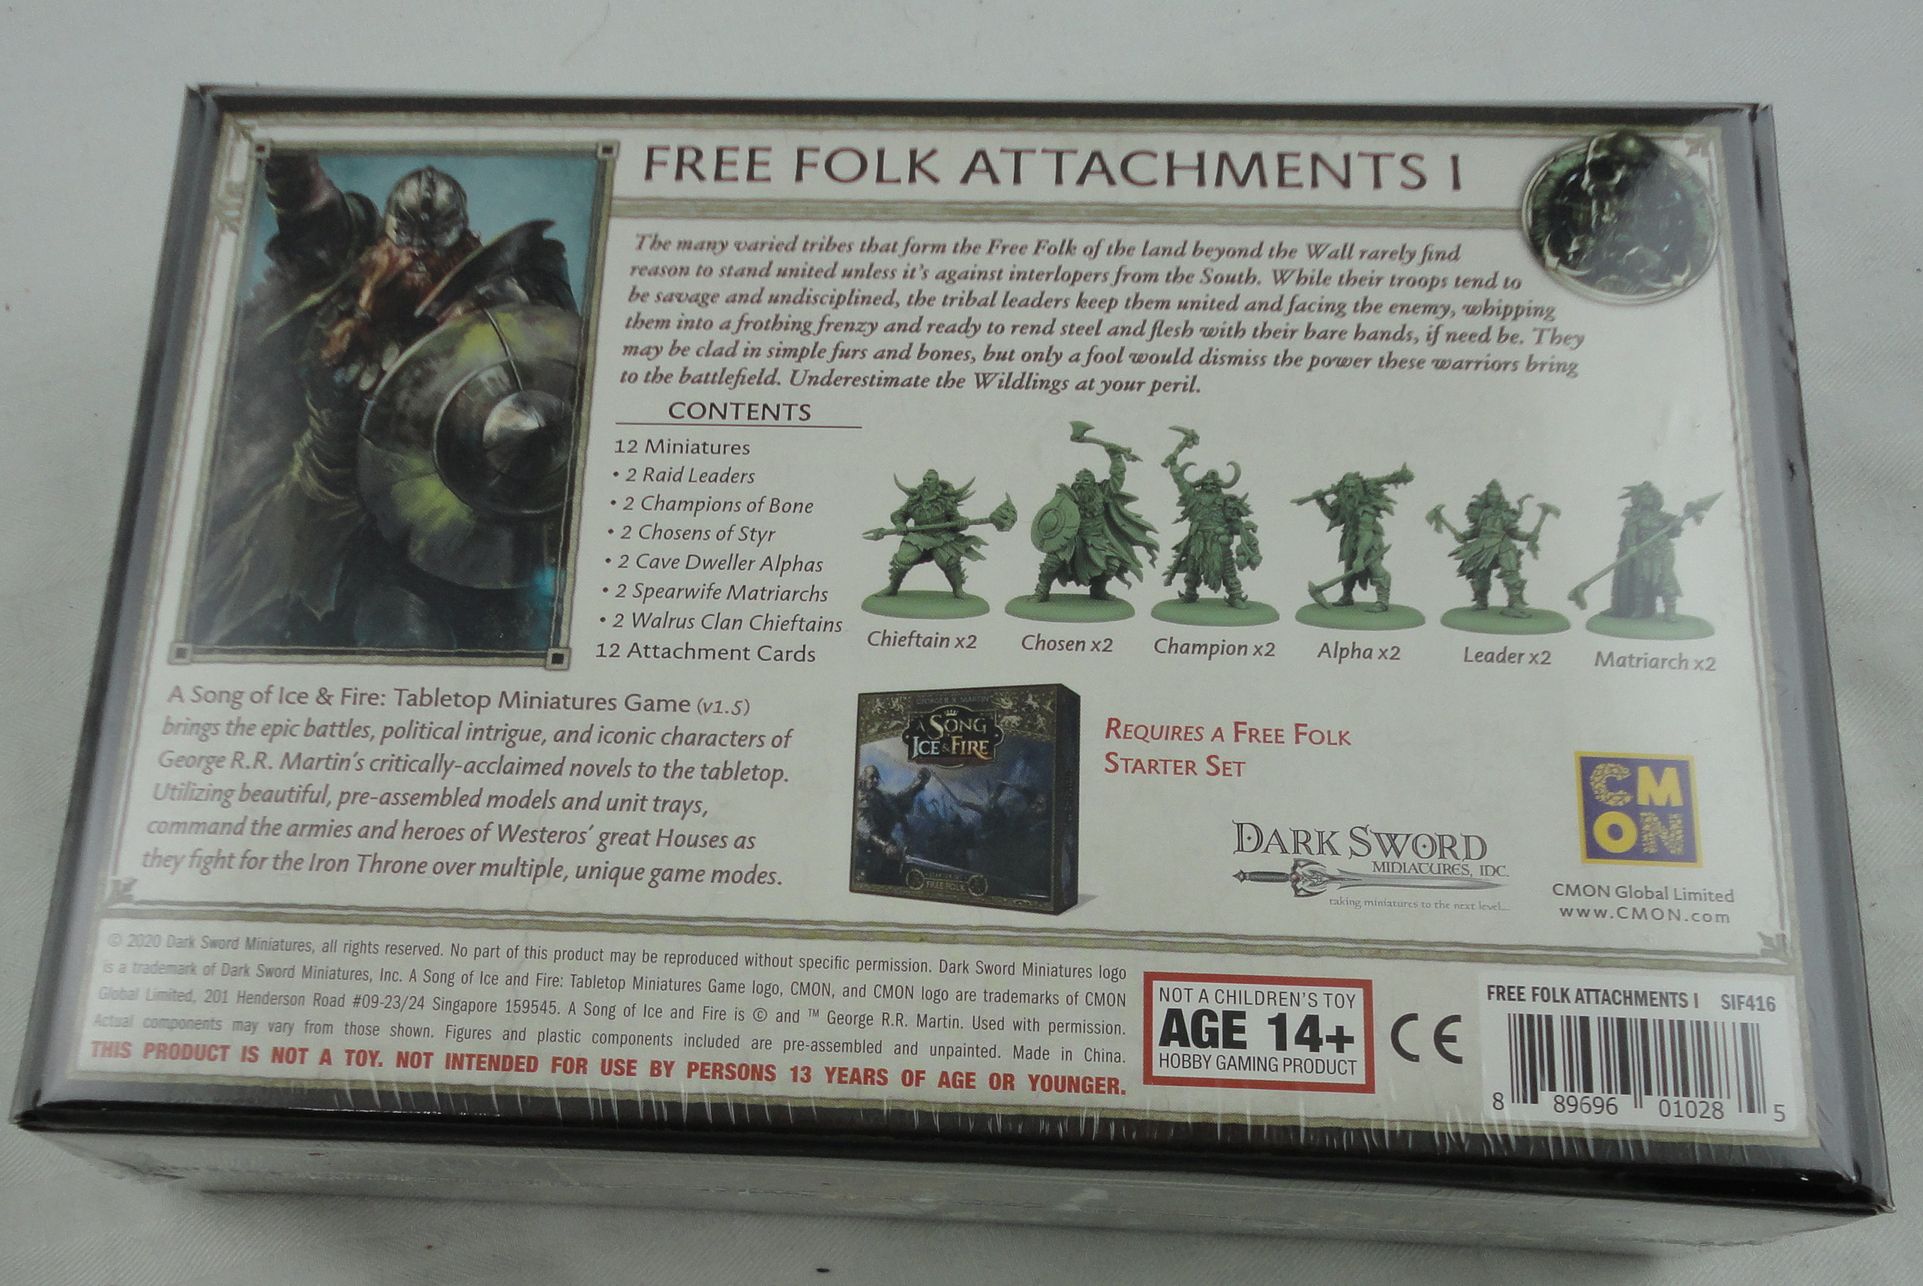 FREE FOLK ATTACHMENTS I
The many varied tribes that form the Free Folk of the land beyond the Wall rarely find
reason to stand united unless it's against interlopers from the South. While their troops tend to
be savage and undisciplined, the tribal leaders keep them united and facing the enemy, whipping
them into a frothing frenzy and ready to rend steel and flesh with their bare hands, if need be. They
may be clad in simple furs and bones, but only a fool would dismiss the power these warriors bring
to the battlefield. Underestimate the Wildlings at your peril.
CONTENTS
12 Miniatures
• 2 Raid Leaders
• 2 Champions of Bone
• 2 Chosens of Styr
• 2 Cave Dweller Alphas
• 2 Spearwife Matriarchs
• 2 Walrus Clan Chieftains
12 Attachment Cards
Chieftain x2
Chosen x2
Champion x2
Alpha x2
Leader x2
Matriarch x2
A Song of Ice & Fire: Tabletop Miniatures Game (v1.5)
brings the epic battles, political intrigue, and iconic characters of
George R.R. Martin's critically-acclaimed novels to the tabletop.
Utilizing beautiful, pre-assembled models and unit trays,
command the armies and heroes of Westeros' great Houses as
they fight for the Iron Throne over multiple, unique game modes.
GEORGE R.R. MARTIN
A SONG
OF
ICE & FIRE
STARTER SET
FREE FOLK
REQUIRES A FREE FOLK
STARTER SET
DARK SWORD
MINIATURES, INC.
taking miniatures to the next level...
CMON
CMON Global Limited
www.CMON.com
© 2020 Dark Sword Miniatures, all rights reserved. No part of this product may be reproduced without specific permission. Dark Sword Miniatures logo
is a trademark of Dark Sword Miniatures, Inc. A Song of Ice and Fire: Tabletop Miniatures Game logo, CMON, and CMON logo are trademarks of CMON
Global Limited, 201 Henderson Road #09-23/24 Singapore 159545. A Song of Ice and Fire is © and ™ George R.R. Martin. Used with permission.
Actual components may vary from those shown. Figures and plastic components included are pre-assembled and unpainted. Made in China.
THIS PRODUCT IS NOT A TOY. NOT INTENDED FOR USE BY PERSONS 13 YEARS OF AGE OR YOUNGER.
NOT A CHILDREN'S TOY
AGE 14+
HOBBY GAMING PRODUCT
CE
FREE FOLK ATTACHMENTS I SIF416
8 89696 01028 5